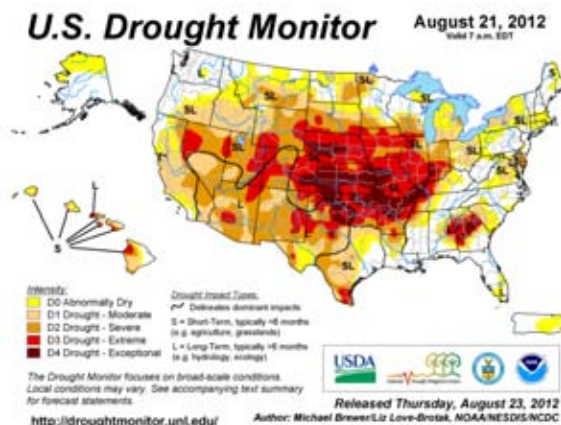 U.S. Drought Monitor
August 21, 2012
Valid 7 a.m. EDT
L
SL
SL
SL
SL
SL
S
SL
SL
SL
SL
L
S
SL
Intensity:
D0 Abnormally Dry
D1 Drought - Moderate
D2 Drought - Severe
D3 Drought - Extreme
D4 Drought - Exceptional
Drought Impact Types:
Delineates dominant impacts
S = Short-Term, typically <6 months
(e.g. agriculture, grasslands)
L = Long-Term, typically >6 months
(e.g. hydrology, ecology)
The Drought Monitor focuses on broad-scale conditions.
Local conditions may vary. See accompanying text summary
for forecast statements.
http://droughtmonitor.unl.edu/
USDA
Released Thursday, August 23, 2012
Author: Michael Brewer/Liz Love-Brotak, NOAA/NESDIS/NCDC